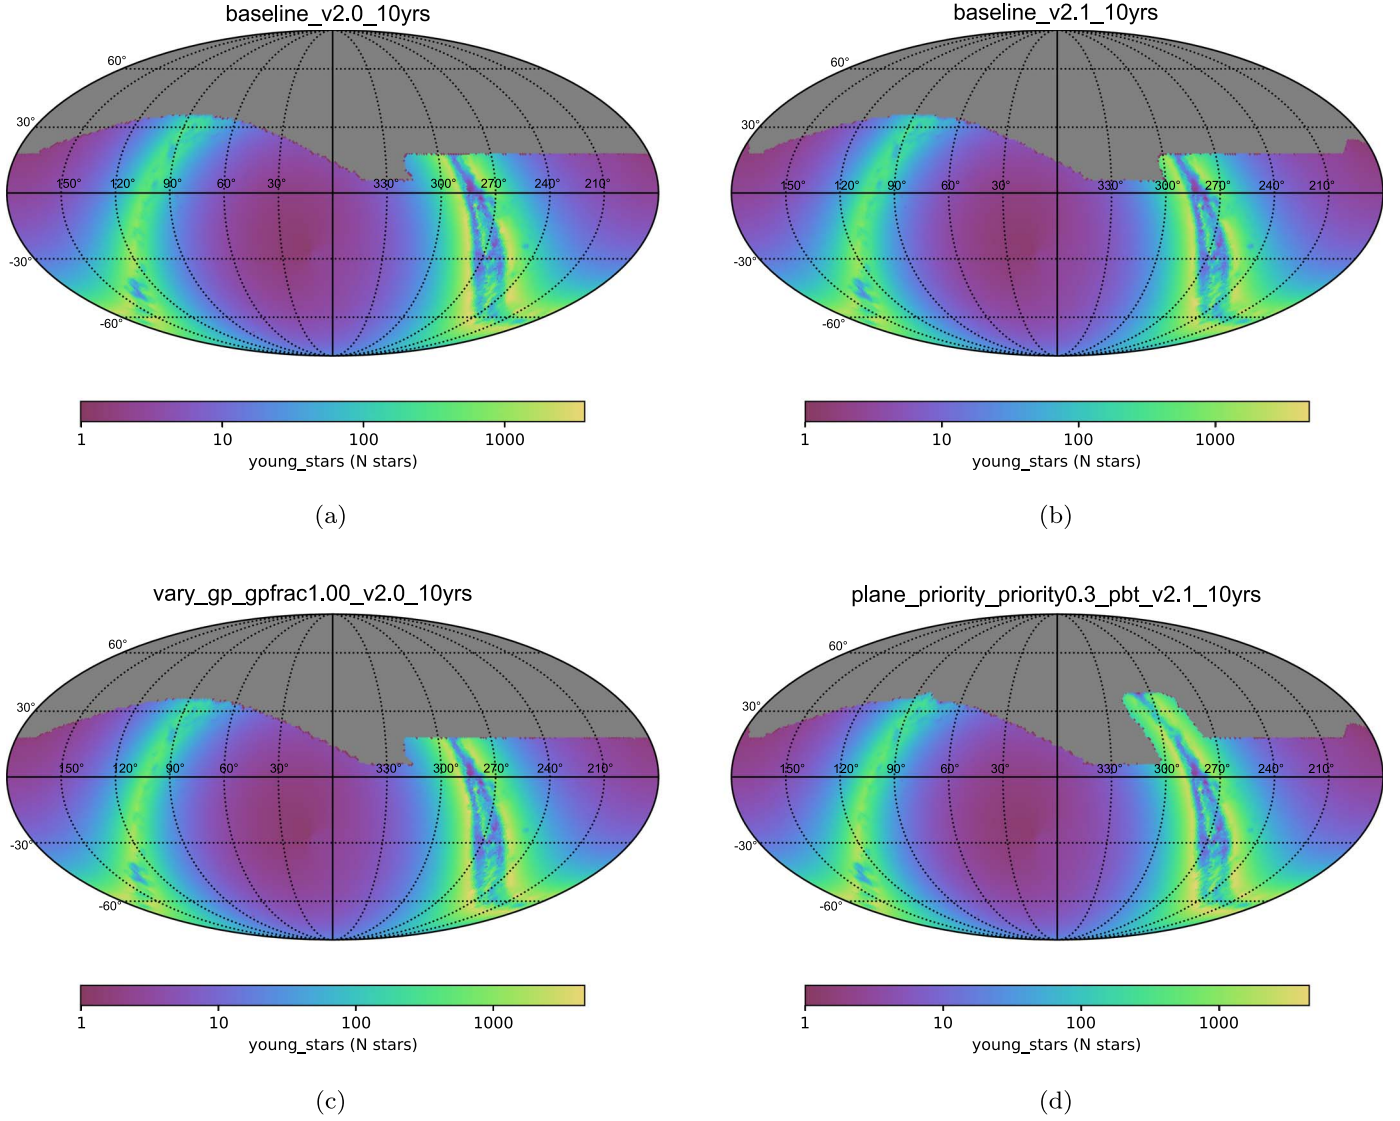 baseline_v2.0_10yrs
60°
30°
150° 120° 90° 60° 30° 330° 300° 270° 240° 210°
-30°
-60°
1 10 100 1000
young_stars (N stars)
(a)
baseline_v2.1_10yrs
60°
30°
150° 120° 90° 60° 30° 330° 300° 270° 240° 210°
-30°
-60°
1 10 100 1000
young_stars (N stars)
(b)
vary_gp_gpfrac1.00_v2.0_10yrs
60°
30°
150° 120° 90° 60° 30° 330° 300° 270° 240° 210°
-30°
-60°
1 10 100 1000
young_stars (N stars)
(c)
plane_priority_priority0.3_pbt_v2.1_10yrs
60°
30°
150° 120° 90° 60° 30° 330° 300° 270° 240° 210°
-30°
-60°
1 10 100 1000
young_stars (N stars)
(d)